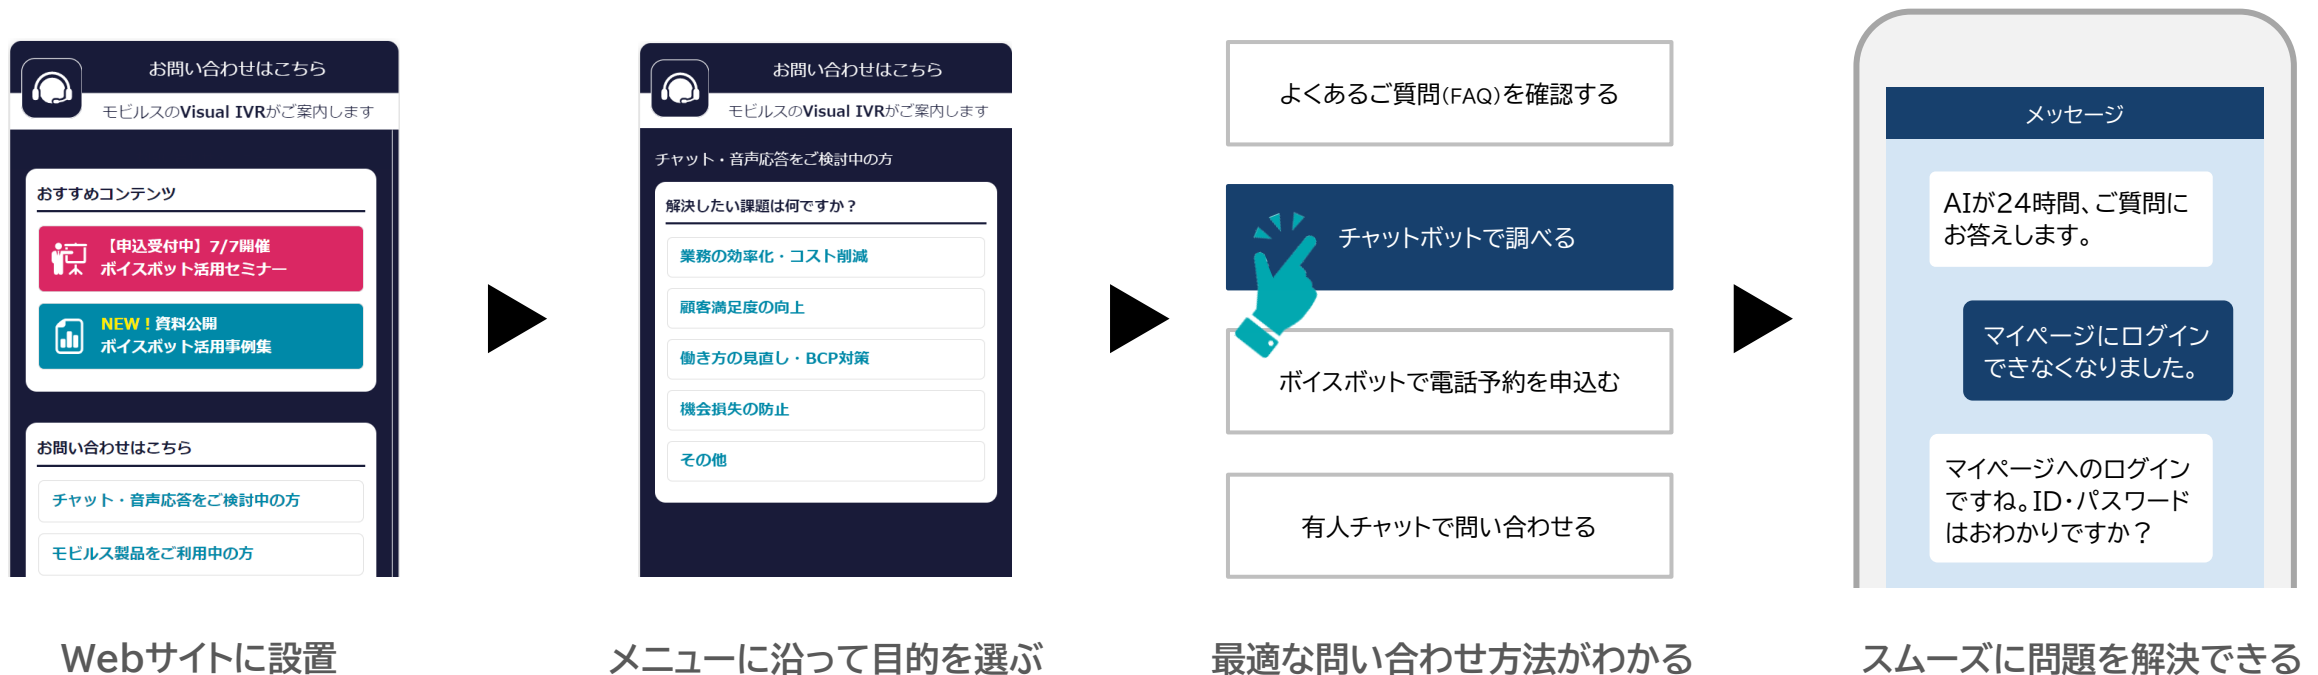 お問い合わせはこちら
モビルスのVisual IVRがご案内します
おすすめコンテンツ
【申込受付中】7/7開催
ボイスボット活用セミナー
NEW！資料公開
ボイスボット活用事例集
お問い合わせはこちら
チャット・音声応答をご検討中の方
モビルス製品をご利用中の方
Webサイトに設置
お問い合わせはこちら
モビルスのVisual IVRがご案内します
チャット・音声応答をご検討中の方
解決したい課題は何ですか？
業務の効率化・コスト削減
顧客満足度の向上
働き方の見直し・BCP対策
機会損失の防止
その他
メニューに沿って目的を選ぶ
よくあるご質問(FAQ)を確認する
チャットボットで調べる
ボイスボットで電話予約を申込む
有人チャットで問い合わせる
最適な問い合わせ方法がわかる
メッセージ
AIが24時間、ご質問に
お答えします。
マイページにログイン
できなくなりました。
マイページへのログイン
ですね。ID・パスワード
はおわかりですか？
スムーズに問題を解決できる